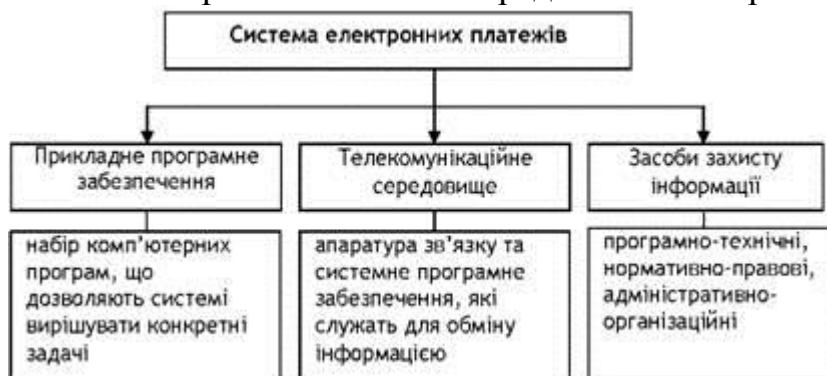 Система електронних платежів
Прикладне програмне
забезпечення
Телекомунікаційне
середовище
Засоби захисту
інформації
набір комп'ютерних
програм, що
дозволяють системі
вирішувати конкретні
задачі
апаратура зв'язку та
системне програмне
забезпечення, які
служать для обміну
інформацією
програмно-технічні,
нормативно-правові,
адміністративно-
організаційні